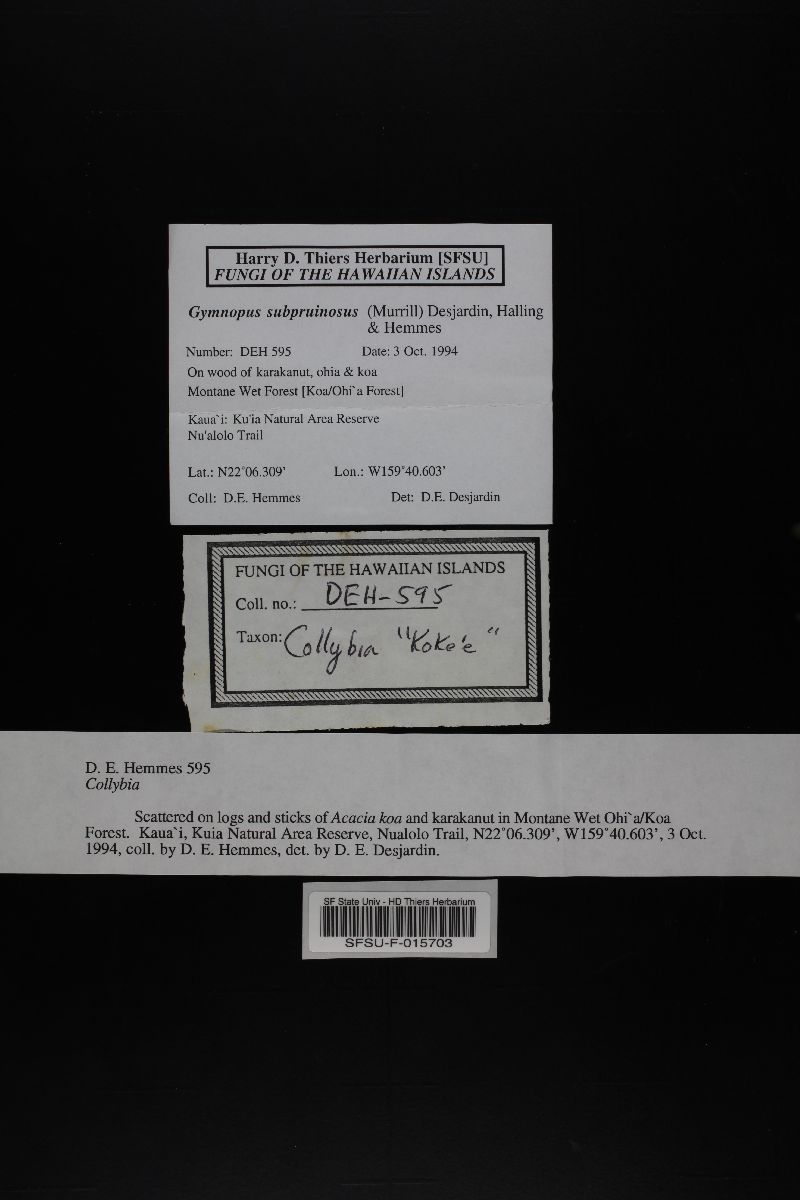 Harry D. Thiers Herbarium [SFSU]
FUNGI OF THE HAWAIIAN ISLANDS
Gymnopus subpruinosus (Murrill) Desjardin, Halling
& Hemmes
Number: DEH 595 Date: 3 Oct. 1994
On wood of karakanut, ohia & koa
Montane Wet Forest [Koa/Ohi`a Forest]
Kaua`i: Ku'ia Natural Area Reserve
Nu'alolo Trail
Lat.: N22°06.309' Lon.: W159°40.603'
Coll: D.E. Hemmes Det: D.E. Desjardin
FUNGI OF THE HAWAIIAN ISLANDS
Coll. no.: DEH-595
Taxon: Collybia "Koke'e"
D. E. Hemmes 595
Collybia
Scattered on logs and sticks of Acacia koa and karakanut in Montane Wet Ohi`a/Koa
Forest. Kaua`i, Kuia Natural Area Reserve, Nualolo Trail, N22°06.309', W159°40.603', 3 Oct.
1994, coll. by D. E. Hemmes, det. by D. E. Desjardin.
SF State Univ - HD Thiers Herbarium
SFSU-F-015703